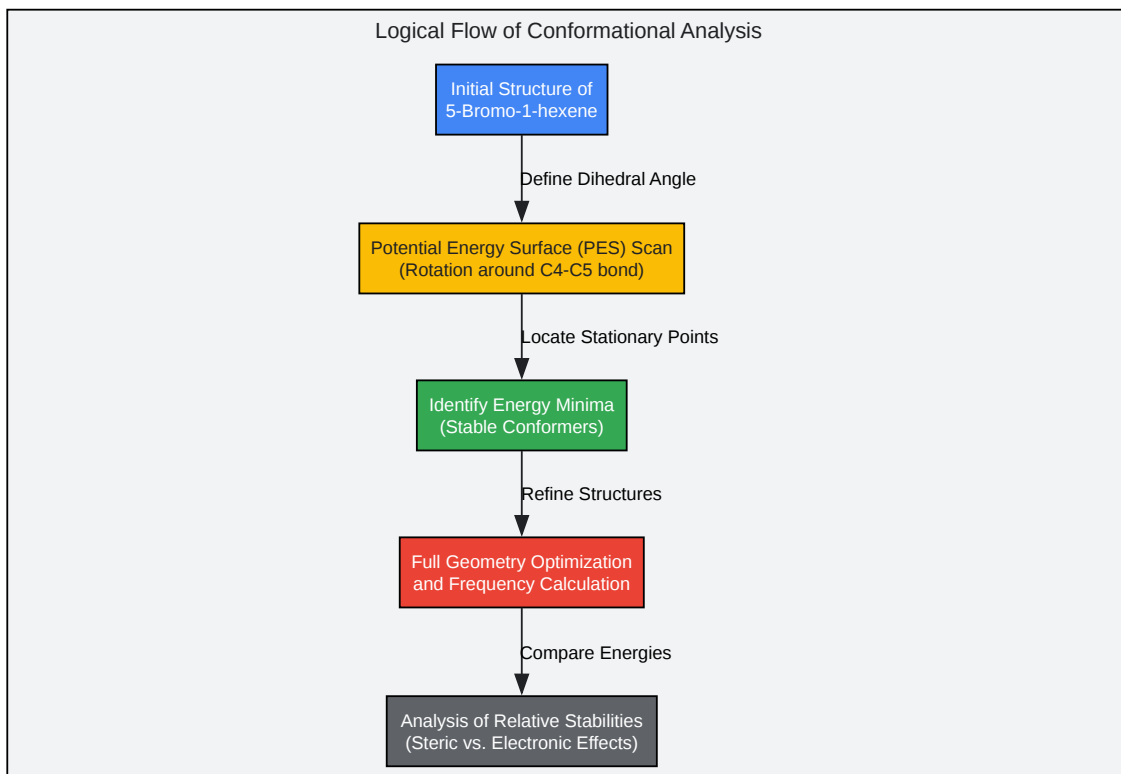 Logical Flow of Conformational Analysis
Initial Structure of
5-Bromo-1-hexene
Define Dihedral Angle
Potential Energy Surface (PES) Scan
(Rotation around C4-C5 bond)
Locate Stationary Points
Identify Energy Minima
(Stable Conformers)
Refine Structures
Full Geometry Optimization
and Frequency Calculation
Compare Energies
Analysis of Relative Stabilities
(Steric vs. Electronic Effects)